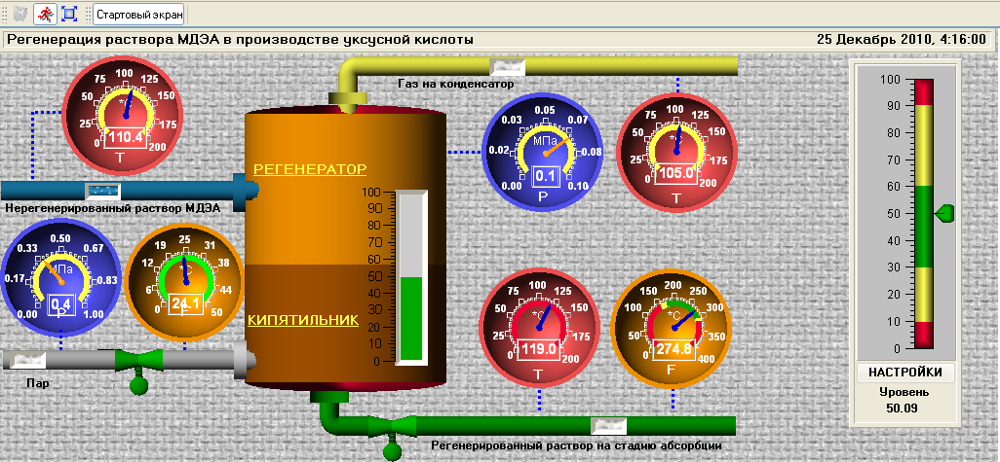 Стартовый экран
Регенерация раствора МДЭА в производстве уксусной кислоты
25 Декабрь 2010, 4:16:00
Газ на конденсатор
0 25 50 75 100 125 150 175 200
°C
110.4
T
Нерегенерированный раствор МДЭА
РЕГЕНЕРАТОР
КИПЯТИЛЬНИК
100
90
80
70
60
50
40
30
20
10
0
0.00 0.02 0.03 0.05 0.07 0.08 0.10
МПа
0.1
P
0 25 50 75 100 125 150 175 200
°C
105.0
T
0.00 0.17 0.33 0.50 0.67 0.83 1.00
МПа
0.4
P
0 6 12 19 25 31 38 44 50
°C
24.1
F
Пар
0 25 50 75 100 125 150 175 200
°C
119.0
T
0 50 100 150 200 250 300 350 400
°C
274.8
F
Регенерированный раствор на стадию абсорбции
100
90
80
70
60
50
40
30
20
10
0
НАСТРОЙКИ
Уровень
50.09